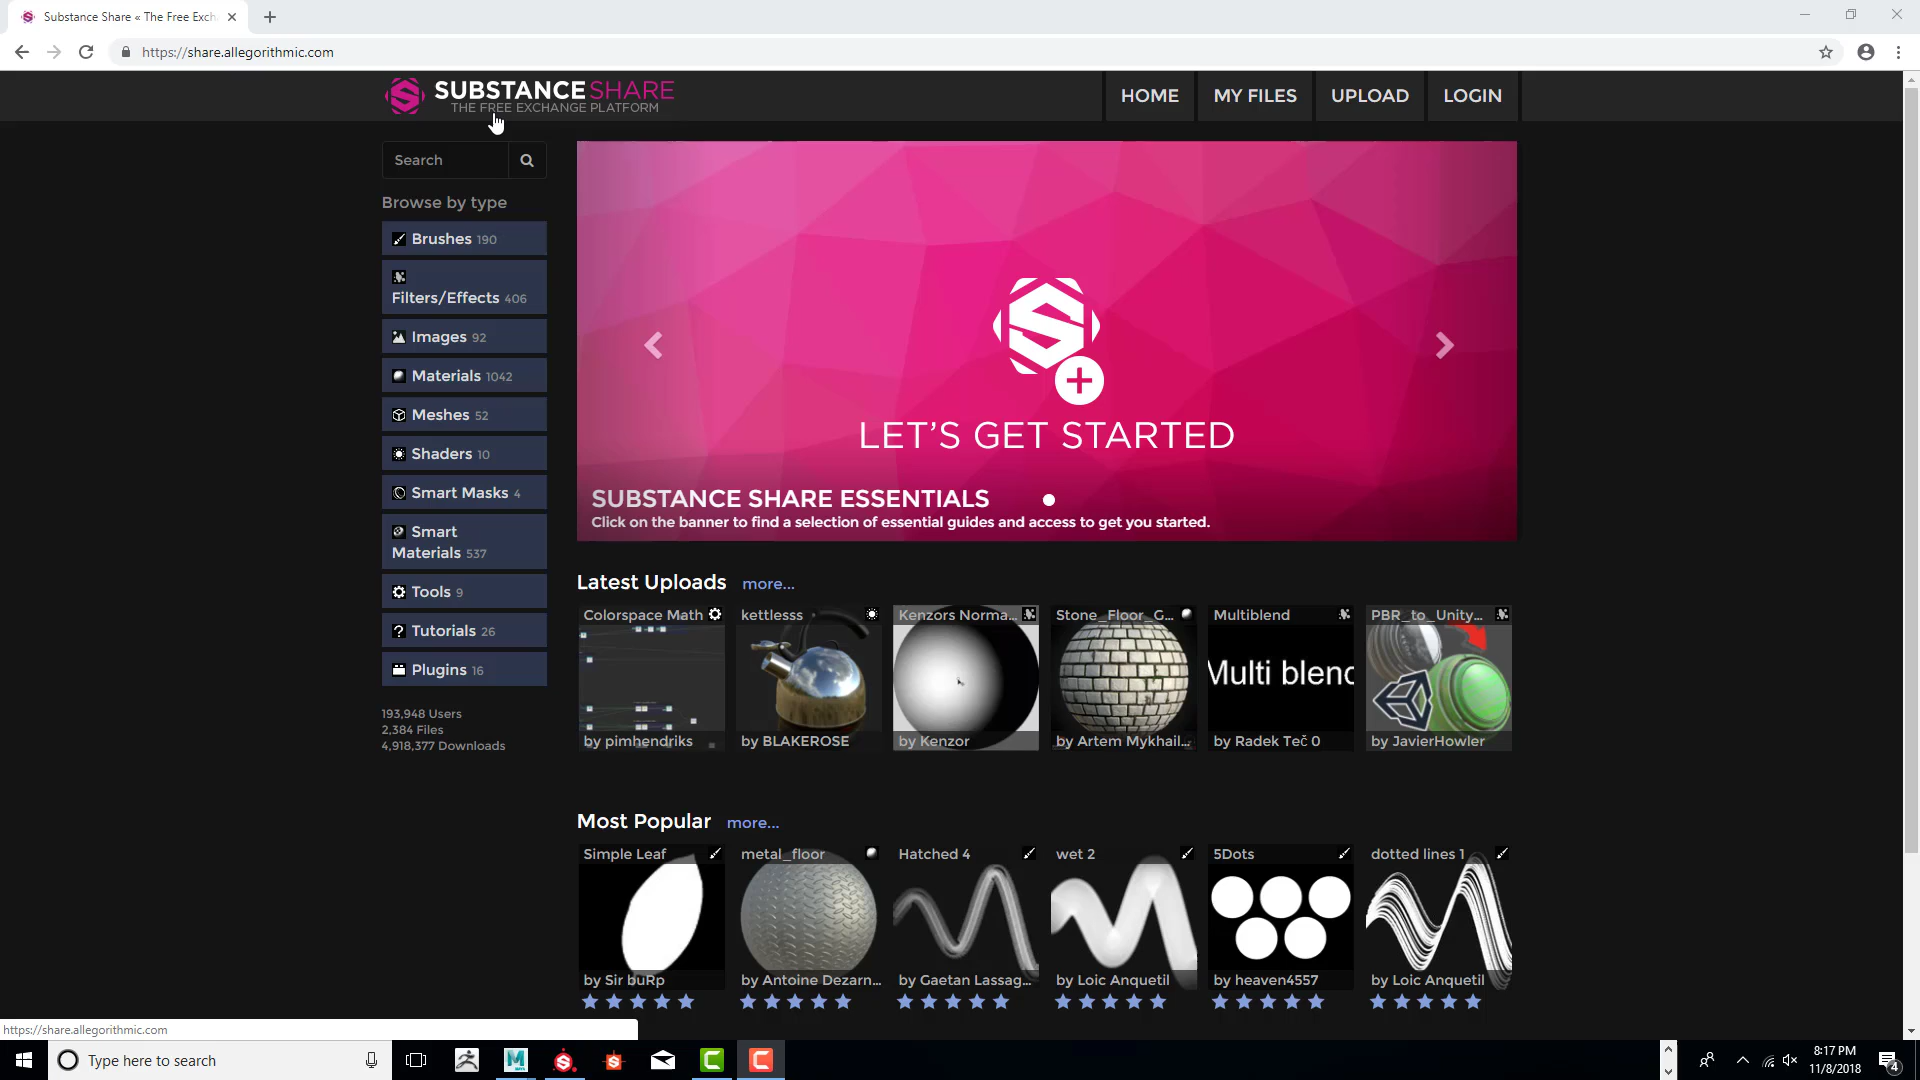 Substance Share « The Free Exch
https://share.allegorithmic.com
SUBSTANCE SHARE
THE FREE EXCHANGE PLATFORM
HOME
MY FILES
UPLOAD
LOGIN
Search
Browse by type
Brushes 190
Filters/Effects 406
Images 92
Materials 1042
Meshes 52
Shaders 10
Smart Masks 4
Smart
Materials 537
Tools 9
Tutorials 26
Plugins 16
193,948 Users
2,384 Files
4,918,377 Downloads
LET'S GET STARTED
SUBSTANCE SHARE ESSENTIALS
Click on the banner to find a selection of essential guides and access to get you started.
Latest Uploads more...
Colorspace Math
by pimhendriks
kettlesss
by BLAKEROSE
Kenzors Norma...
by Kenzor
Stone_Floor_G...
by Artem Mykhail...
Multiblend
Multi blend
by Radek Teč 0
PBR_to_Unity...
by JavierHowler
Most Popular more...
Simple Leaf
by Sir buRp
metal_floor
by Antoine Dezarn...
Hatched 4
by Gaetan Lassag...
wet 2
by Loic Anquetil
5Dots
by heaven4557
dotted lines 1
by Loic Anquetil
https://share.allegorithmic.com
Type here to search
8:17 PM
11/8/2018
4